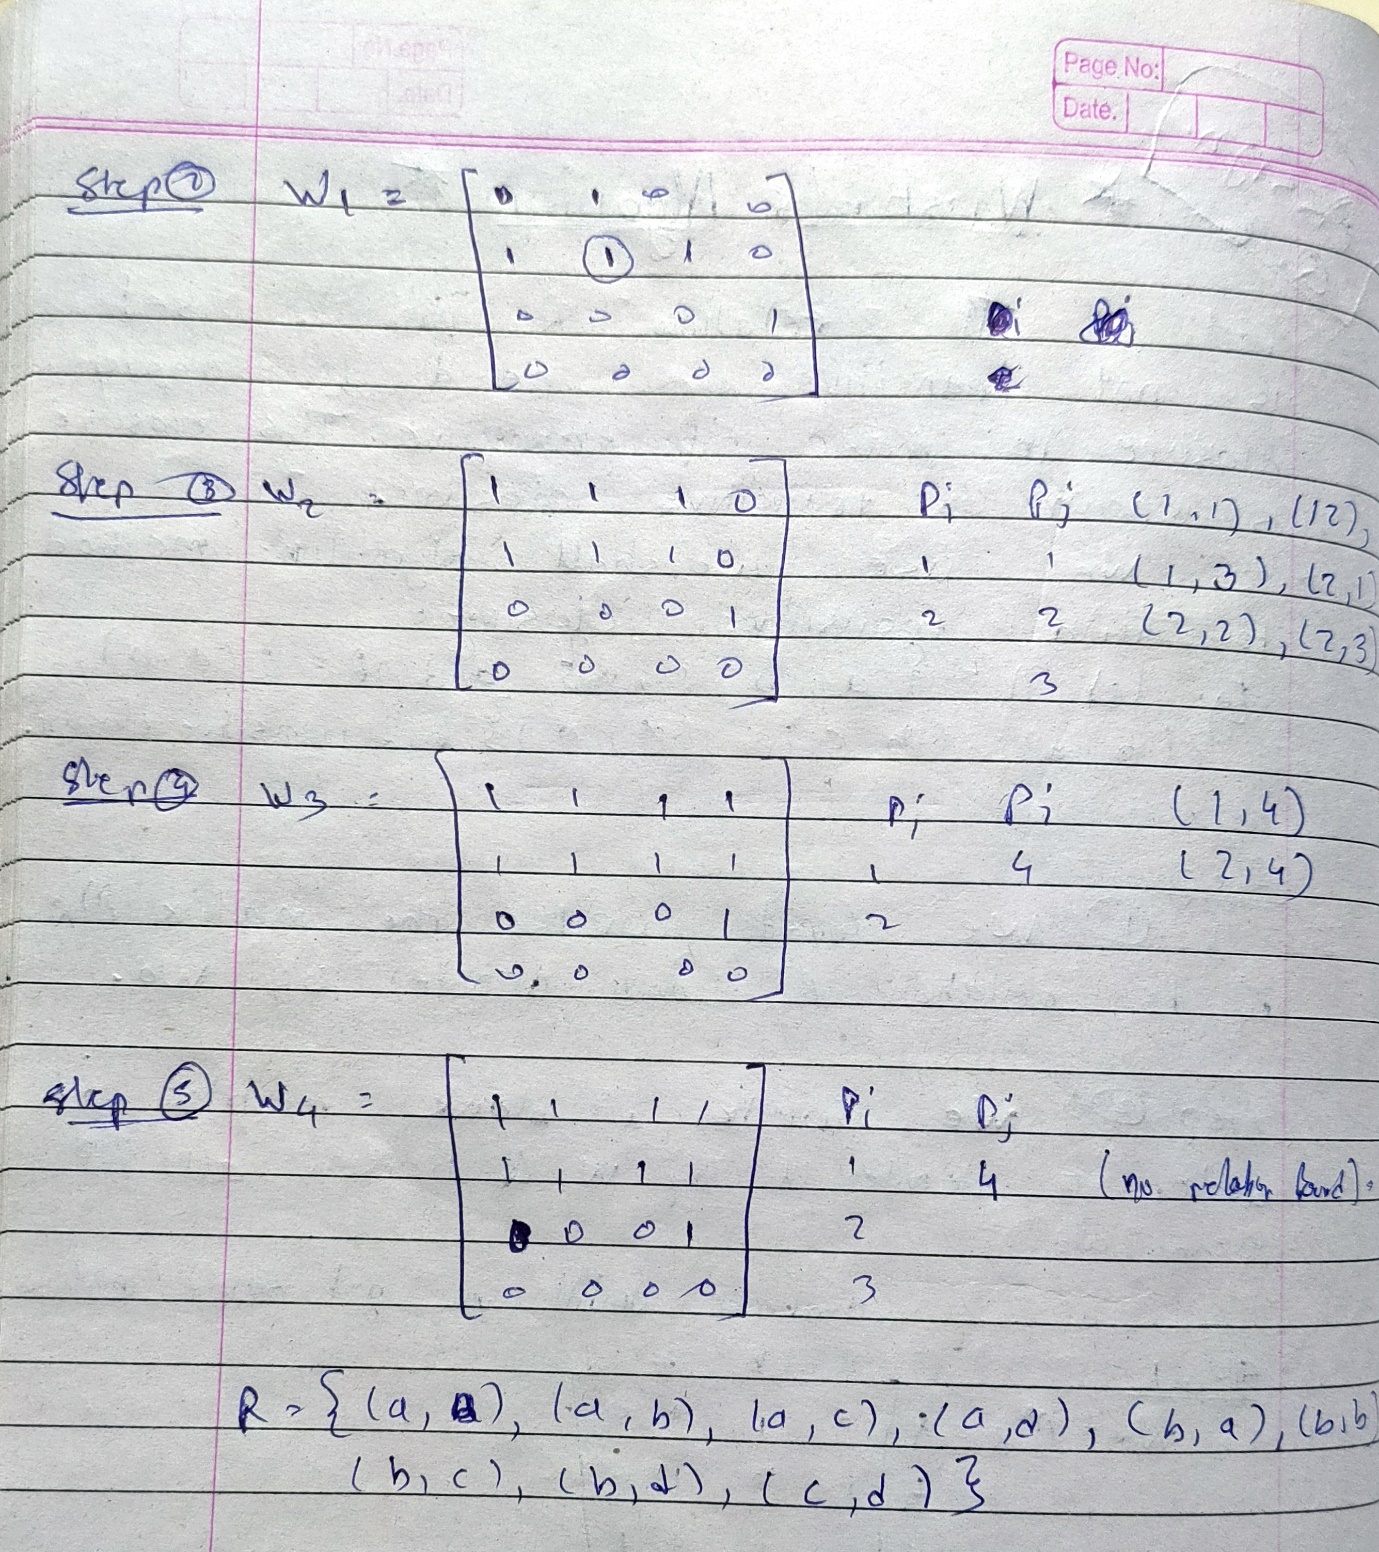 Page No:
Date.
Step ② W1 = 0 1 0 0
1 1 1 0
0 0 0 1
0 0 0 0
Step ③ W2 = 1 1 1 0 Pi Pj (1,1), (12),
1 1 1 0 1 1 (1,3), (2,1)
0 0 0 1 2 2 (2,2), (2,3)
0 0 0 0 3
Step ④ W3 = 1 1 1 1 Pi Pj (1,4)
1 1 1 1 1 4 (2,4)
0 0 0 1 2
0 0 0 0
Step ⑤ W4 = 1 1 1 1 Pi Pj
1 1 1 1 1 4 (no relation found).
0 0 0 1 2
0 0 0 0 3
R = {(a, a), (a, b), (a, c), (a, d), (b, a), (b,b)
(b, c), (b, d), (c, d)}